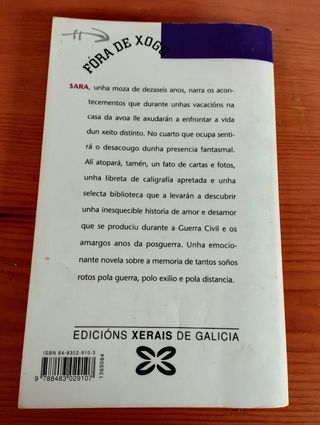 FÓRA DE XOGO
SARA, unha moza de dezaseis anos, narra os acon-
tecementos que durante unhas vacacións na
casa da avoa lle axudarán a enfrontar a vida
dun xeito distinto. No cuarto que ocupa senti-
rá o desacougo dunha presencia fantasmal.
Alí atopará, tamén, un fato de cartas e fotos,
unha libreta de caligrafía apretada e unha
selecta biblioteca que a levarán a descubrir
unha inesquecible historia de amor e desamor
que se produciu durante a Guerra Civil e os
amargos anos da posguerra. Unha emocio-
nante novela sobre a memoria de tantos soños
rotos pola guerra, polo exilio e pola distancia.
EDICIÓNS XERAIS DE GALICIA
ISBN 84-8302-910-3
9 788483 029107
1365064